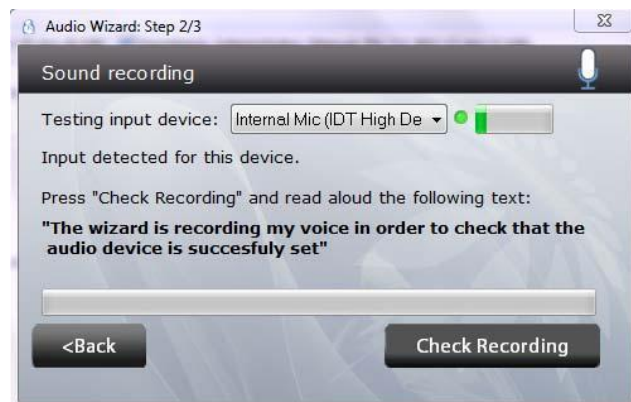 Audio Wizard: Step 2/3
Sound recording
Testing input device: Internal Mic (IDT High De
Input detected for this device.
Press "Check Recording" and read aloud the following text:
"The wizard is recording my voice in order to check that the
audio device is succesfuly set"
<Back Check Recording